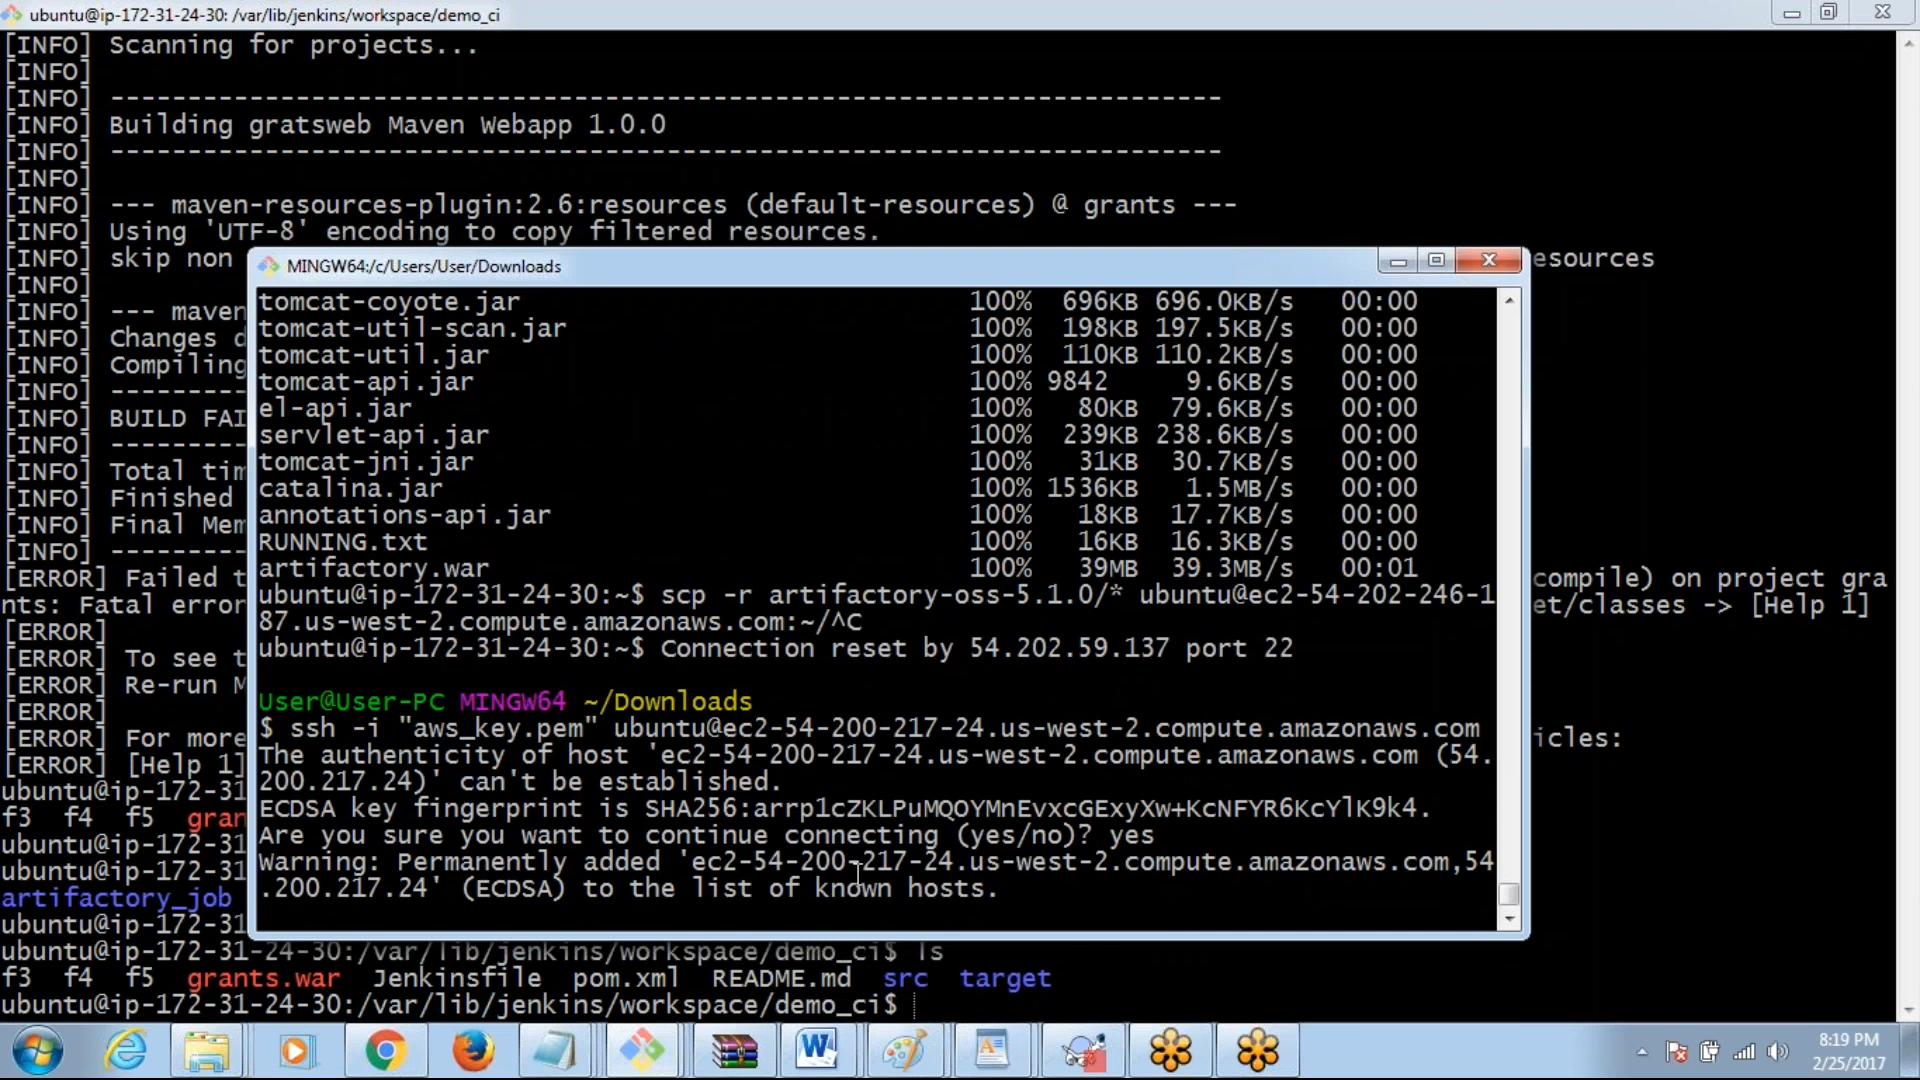 ubuntu@ip-172-31-24-30: /var/lib/jenkins/workspace/demo_ci
[INFO] Scanning for projects...
[INFO]
[INFO] ------------------------------------------------------------------------
[INFO] Building gratsweb Maven Webapp 1.0.0
[INFO] ------------------------------------------------------------------------
[INFO]
[INFO] --- maven-resources-plugin:2.6:resources (default-resources) @ grants ---
[INFO] Using 'UTF-8' encoding to copy filtered resources.
[INFO] skip non esources
[INFO]
[INFO] --- maven
[INFO] Changes d
[INFO] Compiling
[INFO] ---------
[INFO] BUILD FAI
[INFO] ---------
[INFO] Total tim
[INFO] Finished
[INFO] Final Mem
[INFO] ---------
[ERROR] Failed t compile) on project gra
nts: Fatal error et/classes -> [Help 1]
[ERROR]
[ERROR] To see t
[ERROR] Re-run M
[ERROR]
[ERROR] For more icles:
[ERROR] [Help 1]
ubuntu@ip-172-31
f3 f4 f5 gran
ubuntu@ip-172-31
ubuntu@ip-172-31
artifactory_job
ubuntu@ip-172-31
ubuntu@ip-172-31-24-30:/var/lib/jenkins/workspace/demo_ci$ ls
f3 f4 f5 grants.war Jenkinsfile pom.xml README.md src target
ubuntu@ip-172-31-24-30:/var/lib/jenkins/workspace/demo_ci$
MINGW64:/c/Users/User/Downloads
tomcat-coyote.jar 100% 696KB 696.0KB/s 00:00
tomcat-util-scan.jar 100% 198KB 197.5KB/s 00:00
tomcat-util.jar 100% 110KB 110.2KB/s 00:00
tomcat-api.jar 100% 9842 9.6KB/s 00:00
el-api.jar 100% 80KB 79.6KB/s 00:00
servlet-api.jar 100% 239KB 238.6KB/s 00:00
tomcat-jni.jar 100% 31KB 30.7KB/s 00:00
catalina.jar 100% 1536KB 1.5MB/s 00:00
annotations-api.jar 100% 18KB 17.7KB/s 00:00
RUNNING.txt 100% 16KB 16.3KB/s 00:00
artifactory.war 100% 39MB 39.3MB/s 00:01
ubuntu@ip-172-31-24-30:~$ scp -r artifactory-oss-5.1.0/* ubuntu@ec2-54-202-246-1
87.us-west-2.compute.amazonaws.com:~/^C
ubuntu@ip-172-31-24-30:~$ Connection reset by 54.202.59.137 port 22
User@User-PC MINGW64 ~/Downloads
$ ssh -i "aws_key.pem" ubuntu@ec2-54-200-217-24.us-west-2.compute.amazonaws.com
The authenticity of host 'ec2-54-200-217-24.us-west-2.compute.amazonaws.com (54.
200.217.24)' can't be established.
ECDSA key fingerprint is SHA256:arrp1cZKLPuMQOYMnEvxcGExyXw+KcNFYR6KcYlK9k4.
Are you sure you want to continue connecting (yes/no)? yes
Warning: Permanently added 'ec2-54-200-217-24.us-west-2.compute.amazonaws.com,54
.200.217.24' (ECDSA) to the list of known hosts.
8:19 PM
2/25/2017